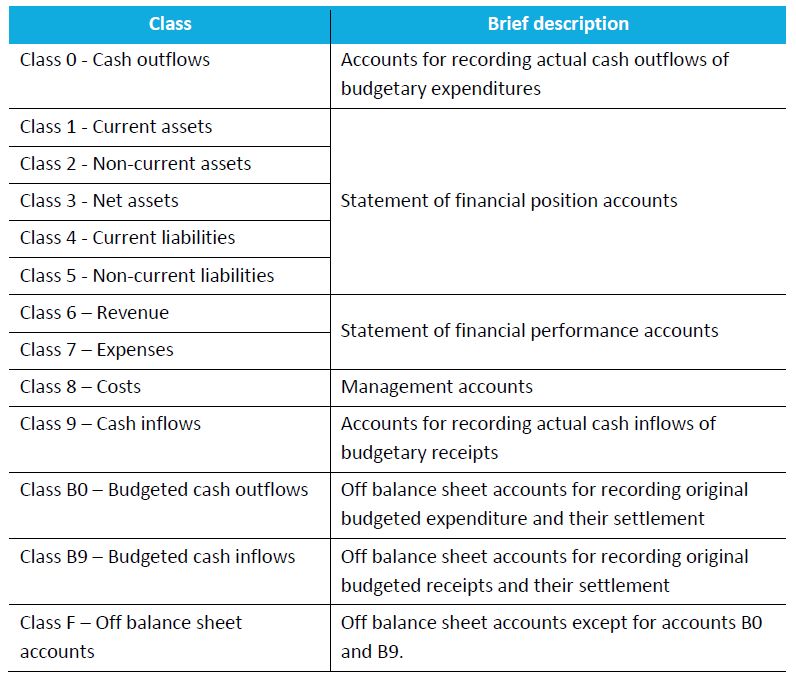 Class Brief description
Class 0 - Cash outflows Accounts for recording actual cash outflows of
budgetary expenditures
Class 1 - Current assets
Class 2 - Non-current assets
Class 3 - Net assets Statement of financial position accounts
Class 4 - Current liabilities
Class 5 - Non-current liabilities
Class 6 – Revenue
Statement of financial performance accounts
Class 7 – Expenses
Class 8 – Costs Management accounts
Class 9 – Cash inflows Accounts for recording actual cash inflows of
budgetary receipts
Class B0 – Budgeted cash outflows Off balance sheet accounts for recording original
budgeted expenditure and their settlement
Class B9 – Budgeted cash inflows Off balance sheet accounts for recording original
budgeted receipts and their settlement
Class F – Off balance sheet Off balance sheet accounts except for accounts B0
accounts and B9.